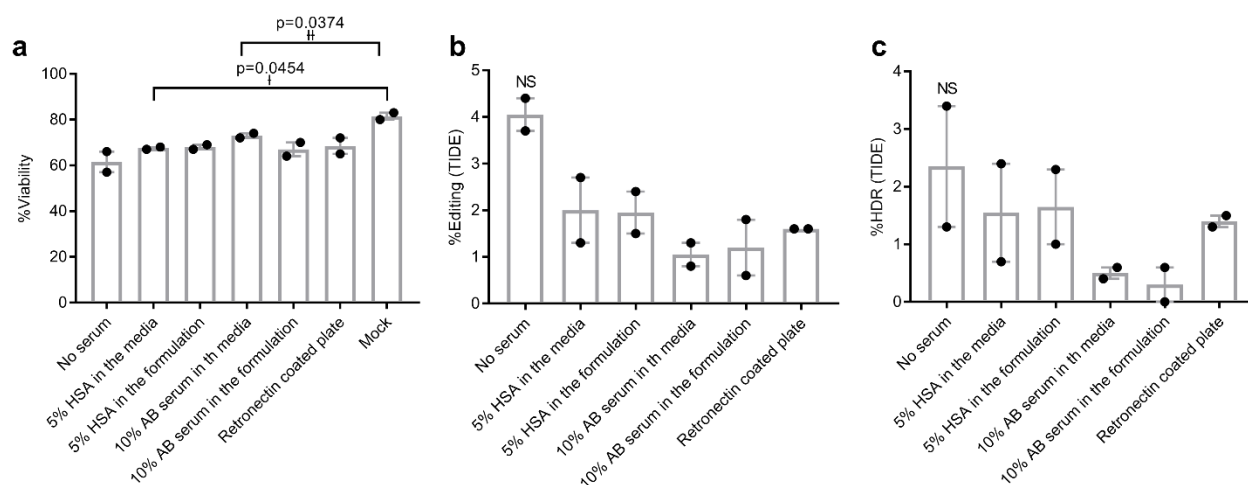 a
p=0.0374
ƚƚ
p=0.0454
ƚ
%Viability
100
80
60
40
20
0
No serum
5% HSA in the media
5% HSA in the formulation
10% AB serum in th media
10% AB serum in the formulation
Retronectin coated plate
Mock
b
NS
%Editing (TIDE)
5
4
3
2
1
0
No serum
5% HSA in the media
5% HSA in the formulation
10% AB serum in th media
10% AB serum in the formulation
Retronectin coated plate
c
NS
%HDR (TIDE)
4
3
2
1
0
No serum
5% HSA in the media
5% HSA in the formulation
10% AB serum in th media
10% AB serum in the formulation
Retronectin coated plate